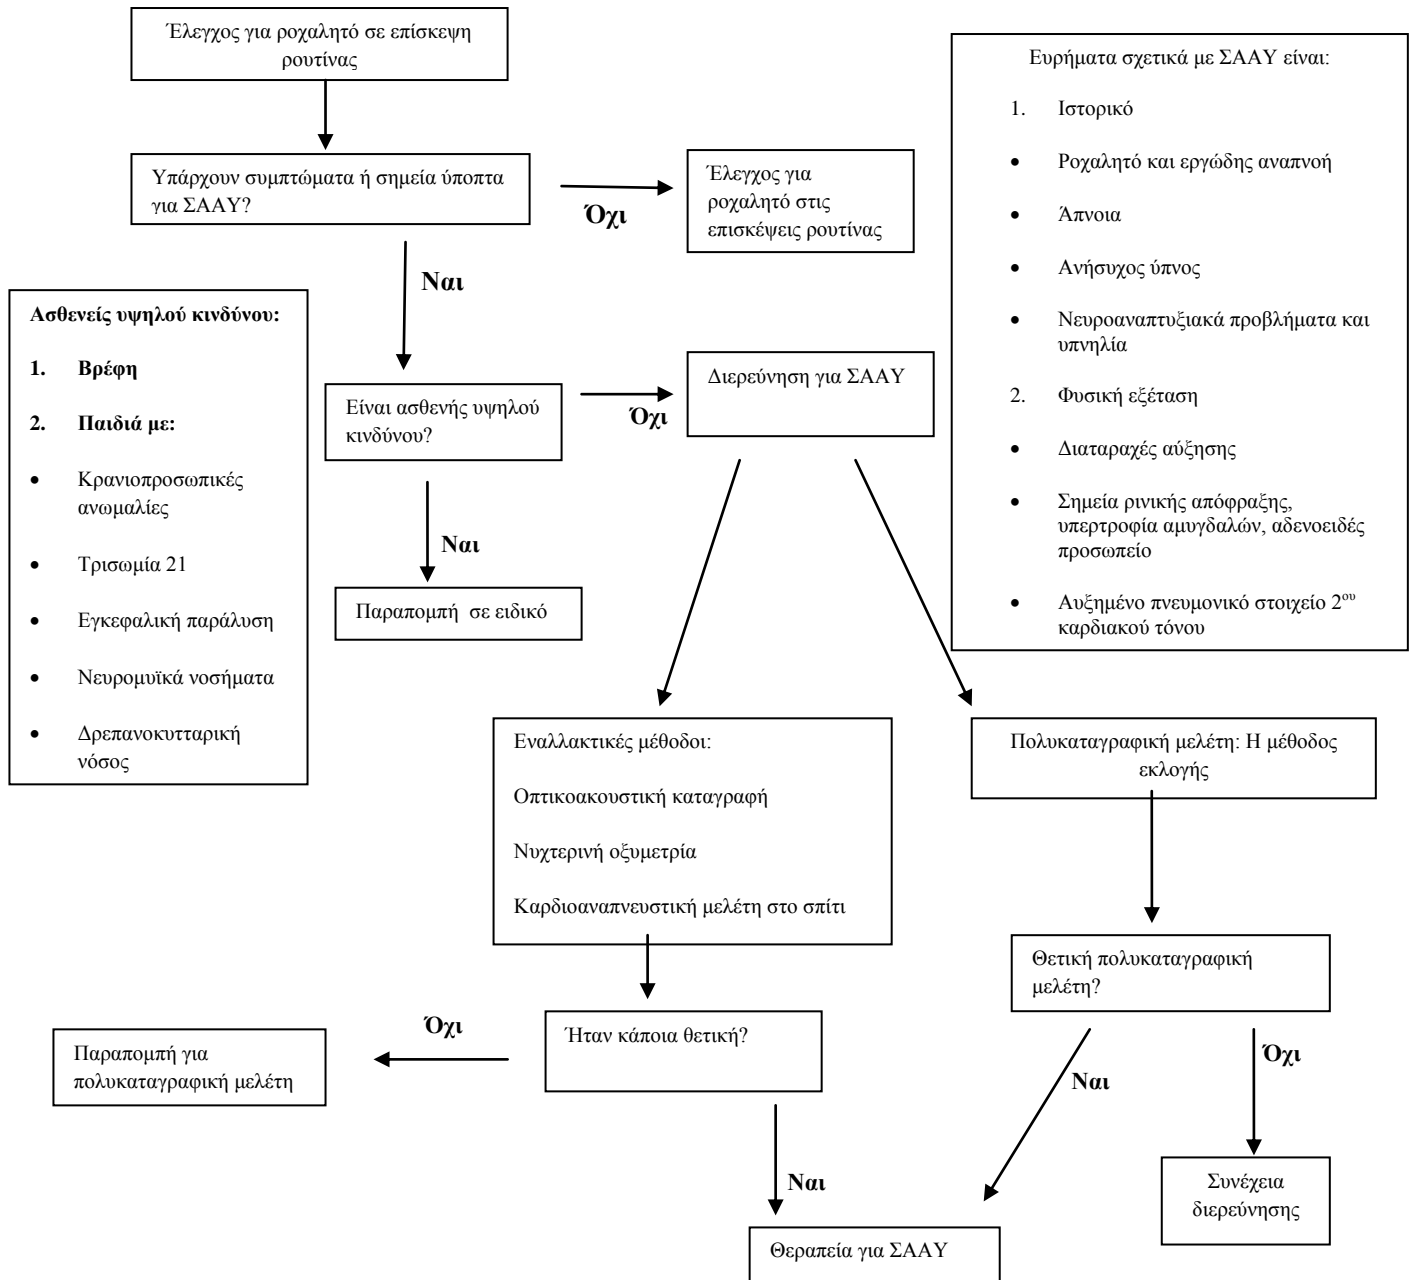 Έλεγχος για ροχαλητό σε επίσκεψη
ρουτίνας
Υπάρχουν συμπτώματα ή σημεία ύποπτα
για ΣΑΑΥ?
Όχι
Έλεγχος για
ροχαλητό στις
επισκέψεις ρουτίνας
Ναι
Ευρήματα σχετικά με ΣΑΑΥ είναι:
1. Ιστορικό
• Ροχαλητό και εργώδης αναπνοή
• Άπνοια
• Ανήσυχος ύπνος
• Νευροαναπτυξιακά προβλήματα και
υπνηλία
2. Φυσική εξέταση
• Διαταραχές αύξησης
• Σημεία ρινικής απόφραξης,
υπερτροφία αμυγδαλών, αδενοειδές
προσωπείο
• Αυξημένο πνευμονικό στοιχείο 2ου
καρδιακού τόνου
Ασθενείς υψηλού κινδύνου:
1. Βρέφη
2. Παιδιά με:
• Κρανιοπροσωπικές
ανωμαλίες
• Τρισωμία 21
• Εγκεφαλική παράλυση
• Νευρομυϊκά νοσήματα
• Δρεπανοκυτταρική
νόσος
Είναι ασθενής υψηλού
κινδύνου?
Όχι
Διερεύνηση για ΣΑΑΥ
Ναι
Παραπομπή σε ειδικό
Εναλλακτικές μέθοδοι:
Οπτικοακουστική καταγραφή
Νυχτερινή οξυμετρία
Καρδιοαναπνευστική μελέτη στο σπίτι
Πολυκαταγραφική μελέτη: Η μέθοδος
εκλογής
Θετική πολυκαταγραφική
μελέτη?
Ήταν κάποια θετική?
Όχι
Παραπομπή για
πολυκαταγραφική μελέτη
Ναι
Ναι
Όχι
Συνέχεια
διερεύνησης
Θεραπεία για ΣΑΑΥ